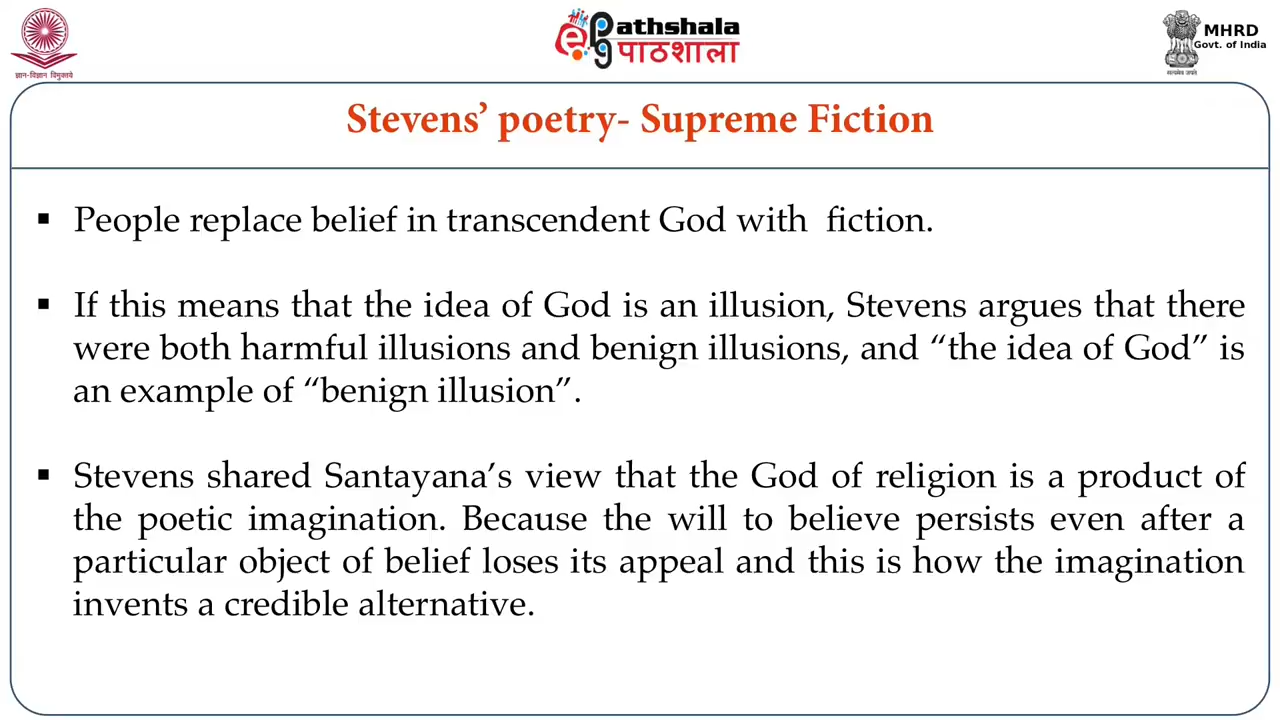 ज्ञान-विज्ञान विमुक्तये
ePathshala
पाठशाला
MHRD
Govt. of India
सत्यमेव जयते
Stevens’ poetry- Supreme Fiction
▪ People replace belief in transcendent God with fiction.
▪ If this means that the idea of God is an illusion, Stevens argues that there
were both harmful illusions and benign illusions, and “the idea of God” is
an example of “benign illusion”.
▪ Stevens shared Santayana’s view that the God of religion is a product of
the poetic imagination. Because the will to believe persists even after a
particular object of belief loses its appeal and this is how the imagination
invents a credible alternative.